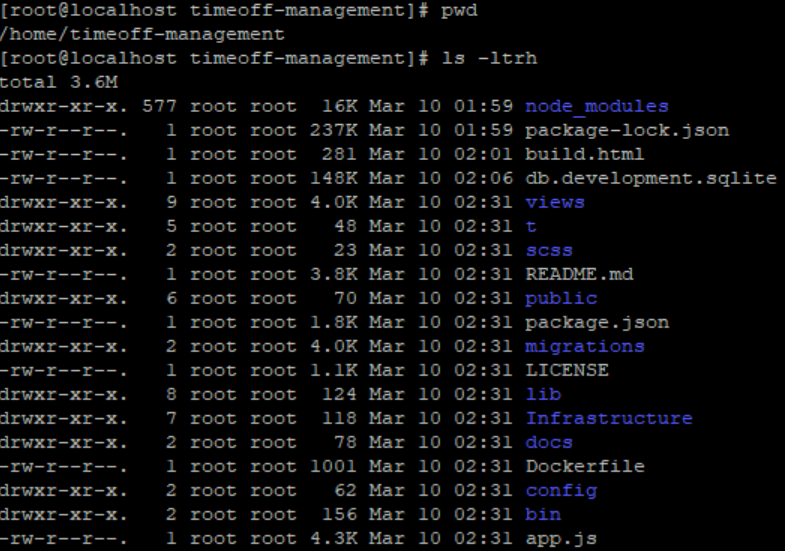 [root@localhost timeoff-management]# pwd
/home/timeoff-management
[root@localhost timeoff-management]# ls -ltrh
total 3.6M
drwxr-xr-x. 577 root root  16K Mar 10 01:59 node_modules
-rw-r--r--.   1 root root 237K Mar 10 01:59 package-lock.json
-rw-r--r--.   1 root root  281 Mar 10 02:01 build.html
-rw-r--r--.   1 root root 148K Mar 10 02:06 db.development.sqlite
drwxr-xr-x.   9 root root 4.0K Mar 10 02:31 views
drwxr-xr-x.   5 root root   48 Mar 10 02:31 t
drwxr-xr-x.   2 root root   23 Mar 10 02:31 scss
-rw-r--r--.   1 root root 3.8K Mar 10 02:31 README.md
drwxr-xr-x.   6 root root   70 Mar 10 02:31 public
-rw-r--r--.   1 root root 1.8K Mar 10 02:31 package.json
drwxr-xr-x.   2 root root 4.0K Mar 10 02:31 migrations
-rw-r--r--.   1 root root 1.1K Mar 10 02:31 LICENSE
drwxr-xr-x.   8 root root  124 Mar 10 02:31 lib
drwxr-xr-x.   7 root root  118 Mar 10 02:31 Infrastructure
drwxr-xr-x.   2 root root   78 Mar 10 02:31 docs
-rw-r--r--.   1 root root 1001 Mar 10 02:31 Dockerfile
drwxr-xr-x.   2 root root   62 Mar 10 02:31 config
drwxr-xr-x.   2 root root  156 Mar 10 02:31 bin
-rw-r--r--.   1 root root 4.3K Mar 10 02:31 app.js